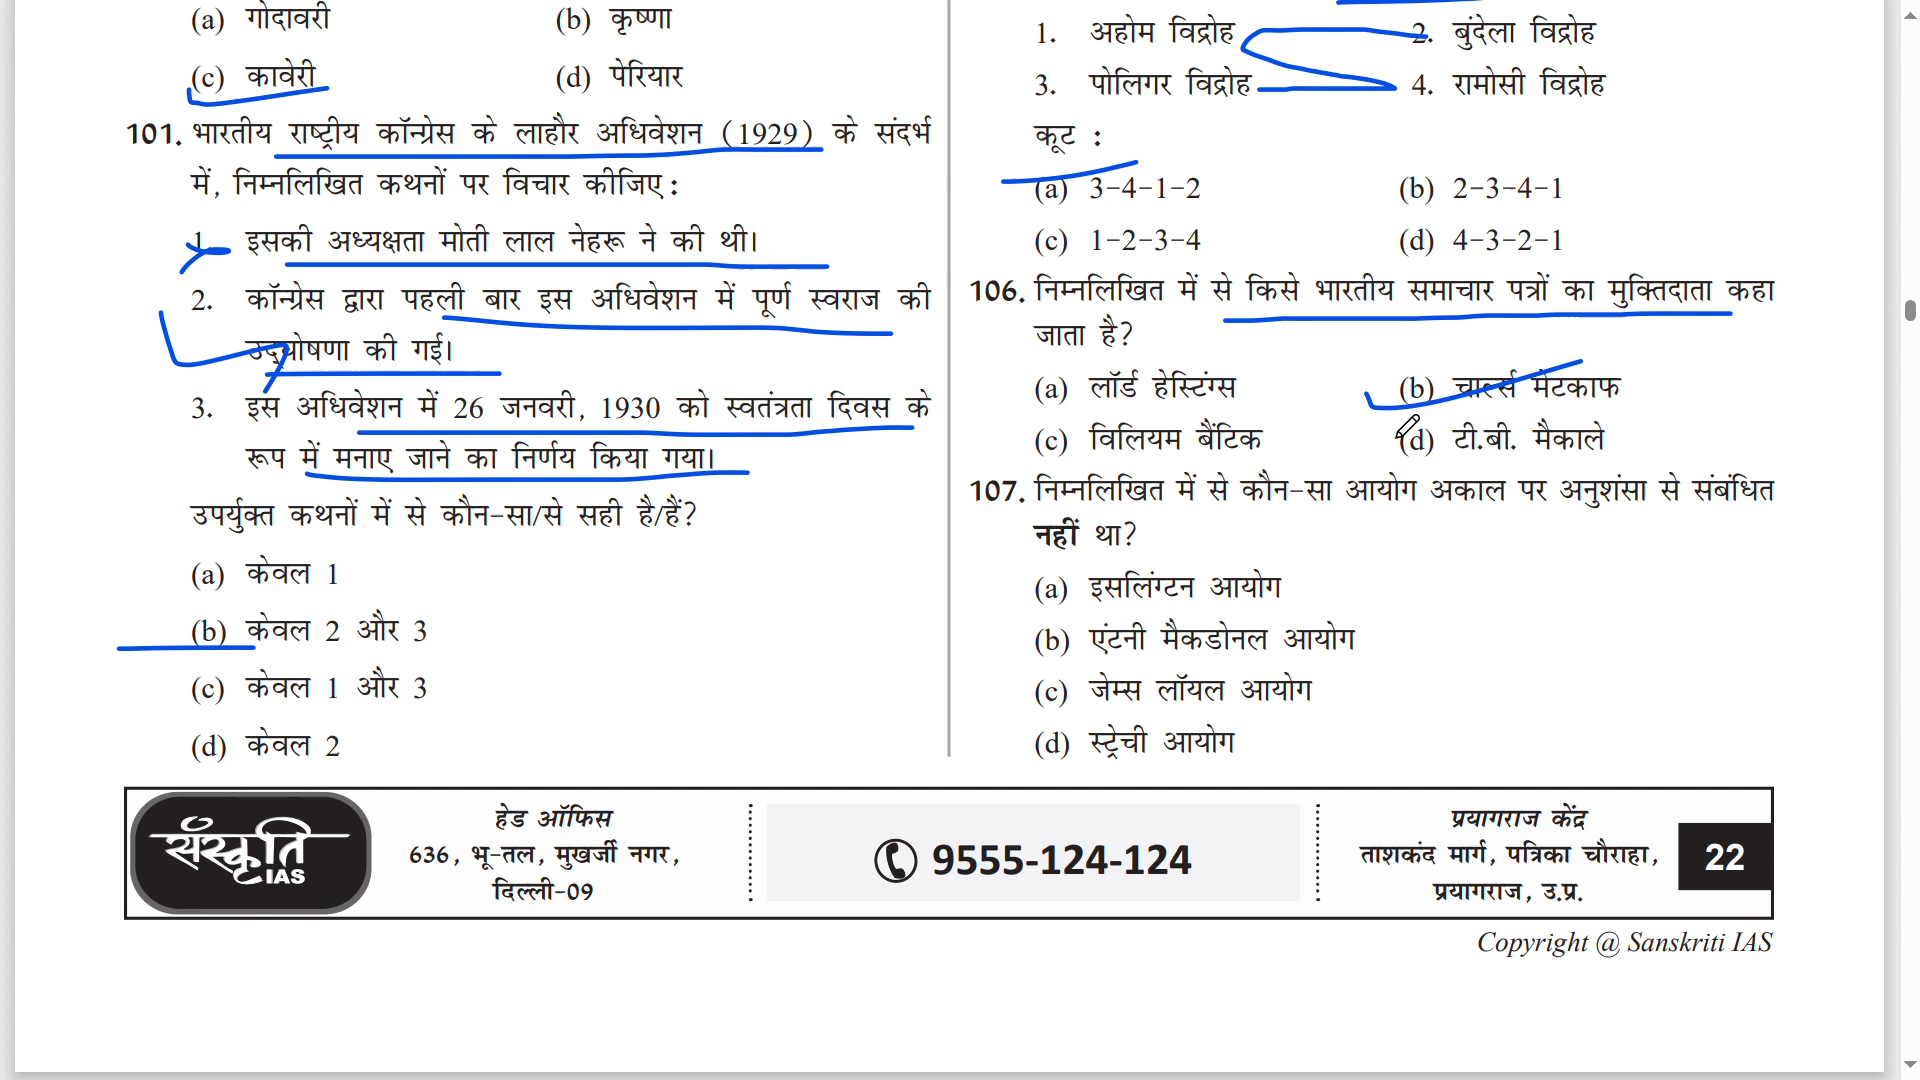 (a) गोदावरी (b) कृष्णा
(c) कावेरी (d) पेरियार
101. भारतीय राष्ट्रीय कॉन्ग्रेस के लाहौर अधिवेशन (1929) के संदर्भ
में, निम्नलिखित कथनों पर विचार कीजिए:
1. इसकी अध्यक्षता मोती लाल नेहरू ने की थी।
2. कॉन्ग्रेस द्वारा पहली बार इस अधिवेशन में पूर्ण स्वराज की
उद्घोषणा की गई।
3. इस अधिवेशन में 26 जनवरी, 1930 को स्वतंत्रता दिवस के
रूप में मनाए जाने का निर्णय किया गया।
उपर्युक्त कथनों में से कौन-सा/से सही है/हैं?
(a) केवल 1
(b) केवल 2 और 3
(c) केवल 1 और 3
(d) केवल 2
1. अहोम विद्रोह 2. बुंदेला विद्रोह
3. पोलिगर विद्रोह 4. रामोसी विद्रोह
कूट :
(a) 3-4-1-2 (b) 2-3-4-1
(c) 1-2-3-4 (d) 4-3-2-1
106. निम्नलिखित में से किसे भारतीय समाचार पत्रों का मुक्तिदाता कहा
जाता है?
(a) लॉर्ड हेस्टिंग्स (b) चार्ल्स मेटकाफ
(c) विलियम बैंटिक (d) टी.बी. मैकाले
107. निम्नलिखित में से कौन-सा आयोग अकाल पर अनुशंसा से संबंधित
नहीं था?
(a) इसलिंग्टन आयोग
(b) एंटनी मैकडोनल आयोग
(c) जेम्स लॉयल आयोग
(d) स्ट्रेची आयोग
संस्कृति
IAS
हेड ऑफिस
636, भू-तल, मुखर्जी नगर,
दिल्ली-09
9555-124-124
प्रयागराज केंद्र
ताशकंद मार्ग, पत्रिका चौराहा,
प्रयागराज, उ.प्र.
22
Copyright @ Sanskriti IAS